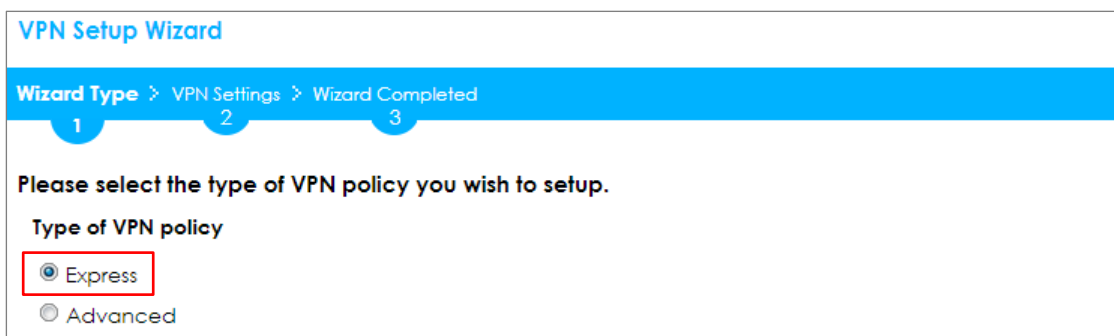 VPN Setup Wizard
Wizard Type > VPN Settings > Wizard Completed
1 2 3
Please select the type of VPN policy you wish to setup.
Type of VPN policy
Express
Advanced